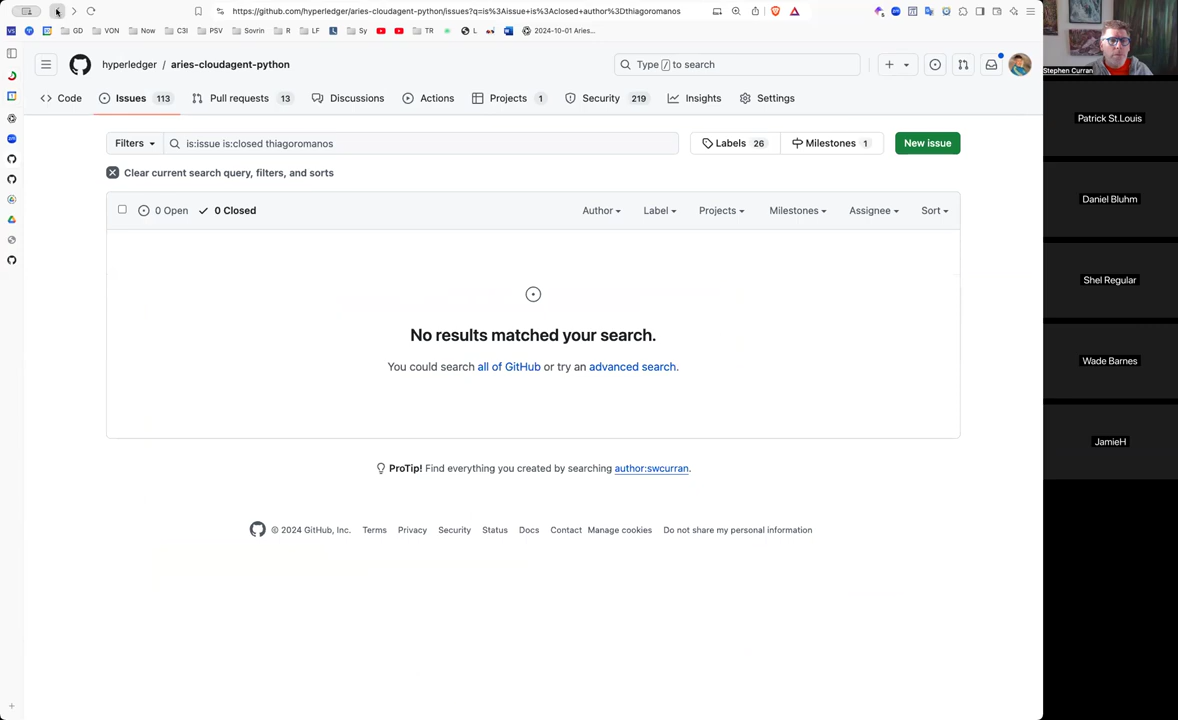 https://github.com/hyperledger/aries-cloudagent-python/issues?q=is%3Aissue+is%3Aclosed+author%3Dthiagoromanos
GD VON Now C3I PSV Sovrin R LF Sy TR L 2024-10-01 Aries...
hyperledger / aries-cloudagent-python
Type / to search
Code Issues 113 Pull requests 13 Discussions Actions Projects 1 Security 219 Insights Settings
Filters is:issue is:closed thiagoromanos Labels 26 Milestones 1 New issue
Clear current search query, filters, and sorts
0 Open 0 Closed Author Label Projects Milestones Assignee Sort
No results matched your search.
You could search all of GitHub or try an advanced search.
ProTip! Find everything you created by searching author:swcurran.
© 2024 GitHub, Inc. Terms Privacy Security Status Docs Contact Manage cookies Do not share my personal information
Stephen Curran
Patrick St.Louis
Daniel Bluhm
Shel Regular
Wade Barnes
JamieH